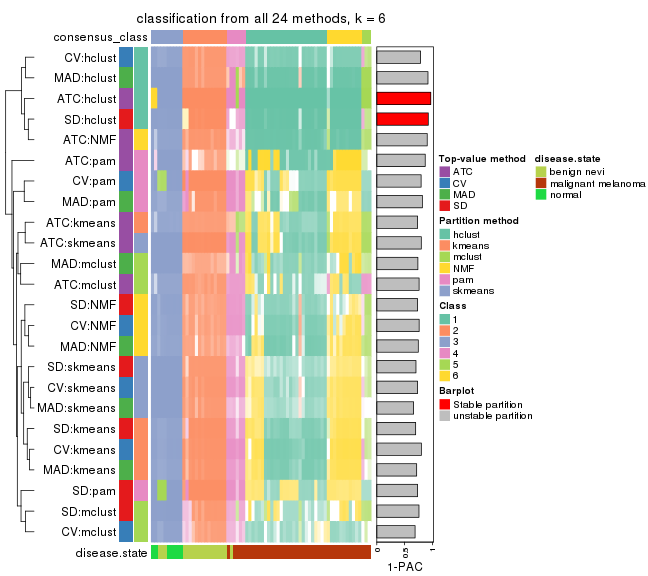 classification from all 24 methods, k = 6
consensus_class
CV:hclust
MAD:hclust
ATC:hclust
SD:hclust
ATC:NMF
ATC:pam
CV:pam
MAD:pam
ATC:kmeans
ATC:skmeans
MAD:mclust
ATC:mclust
SD:NMF
CV:NMF
MAD:NMF
SD:skmeans
CV:skmeans
MAD:skmeans
SD:kmeans
CV:kmeans
MAD:kmeans
SD:pam
SD:mclust
CV:mclust
disease.state
0 0.5 1
1-PAC
Top-value method
ATC
CV
MAD
SD
Partition method
hclust
kmeans
mclust
NMF
pam
skmeans
Class
1
2
3
4
5
6
Barplot
Stable partition
unstable partition
disease.state
benign nevi
malignant melanoma
normal